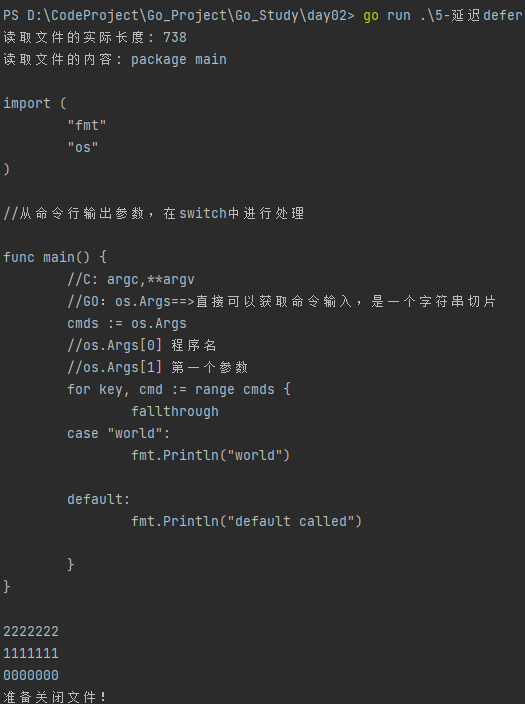 PS D:\CodeProject\Go_Project\Go_Study\day02> go run .\5-延迟defer
读取文件的实际长度: 738
读取文件的内容: package main
import (
"fmt"
"os"
)
//从命令行输出参数，在switch中进行处理
func main() {
//C: argc,**argv
//GO：os.Args==>直接可以获取命令输入，是一个字符串切片
cmds := os.Args
//os.Args[0] 程序名
//os.Args[1] 第一个参数
for key, cmd := range cmds {
fallthrough
case "world":
fmt.Println("world")
default:
fmt.Println("default called")
}
}
2222222
1111111
0000000
准备关闭文件!